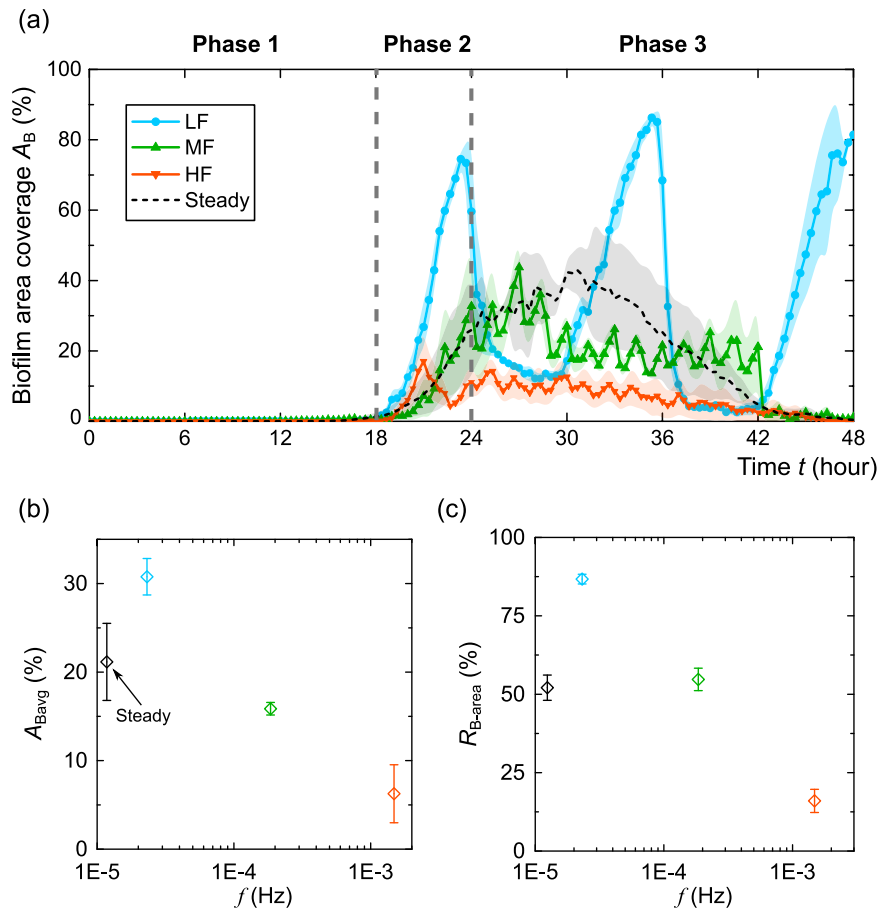 (a)
Phase 1 Phase 2 Phase 3
Biofilm area coverage A_B (%)
100
80
60
40
20
0
LF
MF
HF
Steady
0 6 12 18 24 30 36 42 48
Time t (hour)
(b)
A_Bavg (%)
30
20
10
0
Steady
1E-5 1E-4 1E-3
f (Hz)
(c)
R_B-area (%)
100
75
50
25
0
1E-5 1E-4 1E-3
f (Hz)